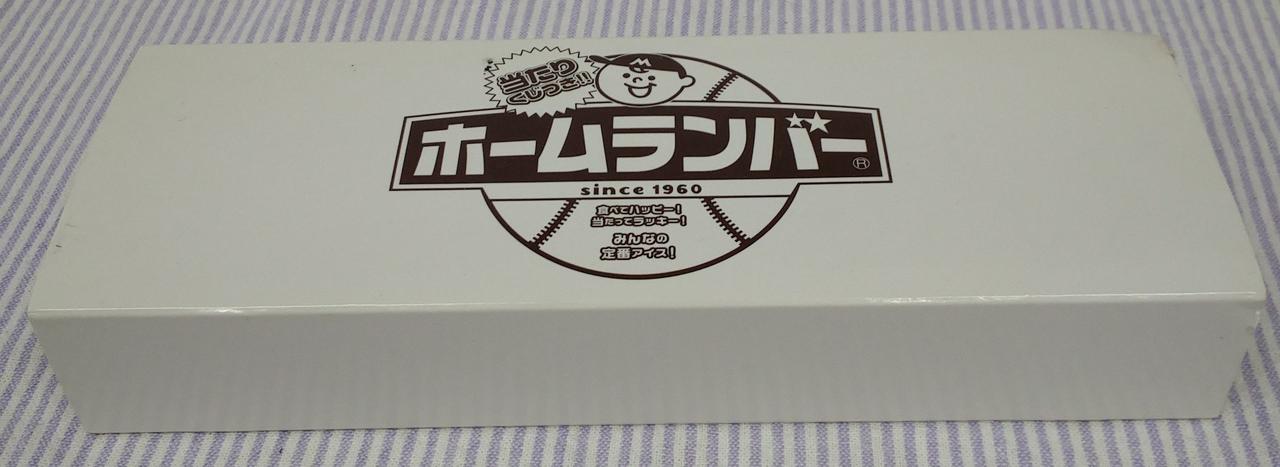 当たり
くじつき!!
M
ホームランバー®
since 1960
食べてハッピー!
当たってラッキー!
みんなの
定番アイス!